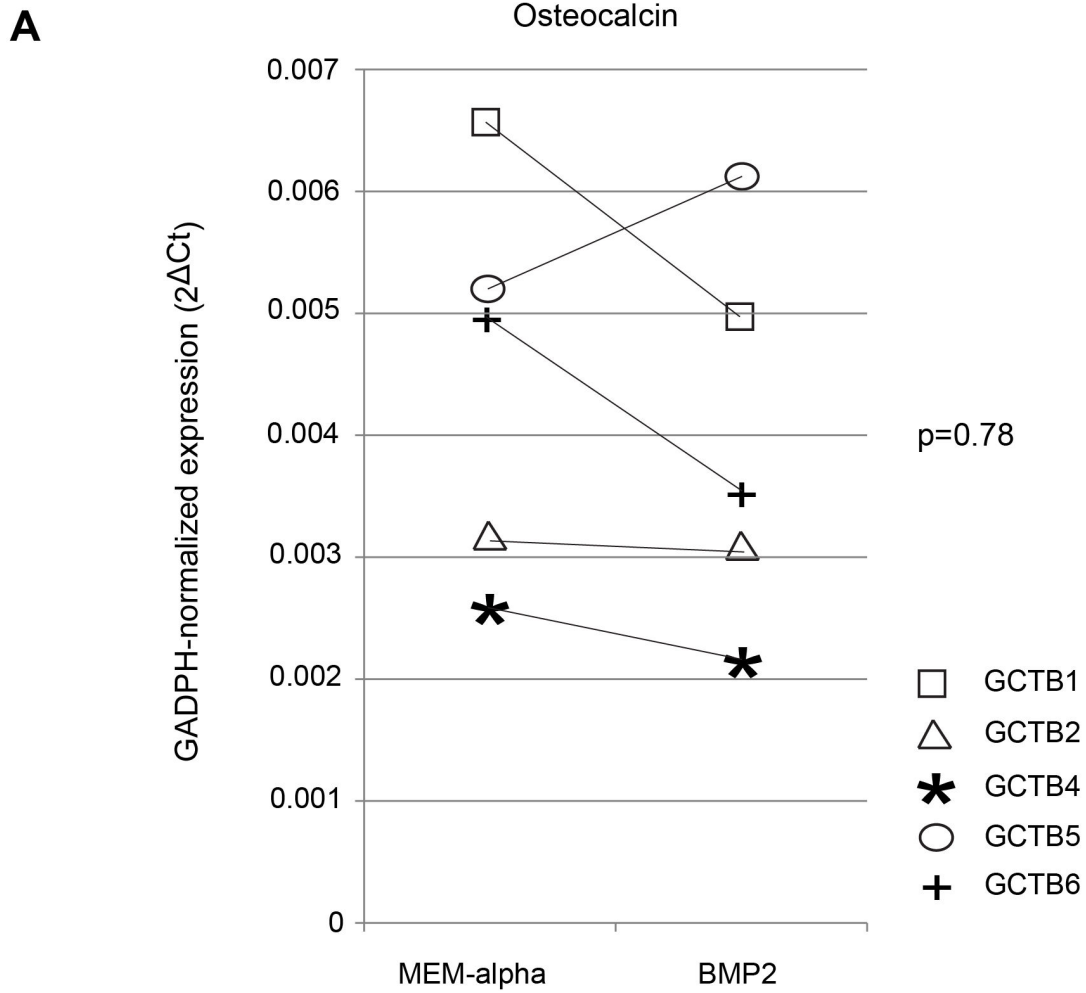 A
Osteocalcin
GADPH-normalized expression (2ΔCt)
0.007
0.006
0.005
0.004
0.003
0.002
0.001
0
MEM-alpha
BMP2
p=0.78
GCTB1
GCTB2
GCTB4
GCTB5
GCTB6